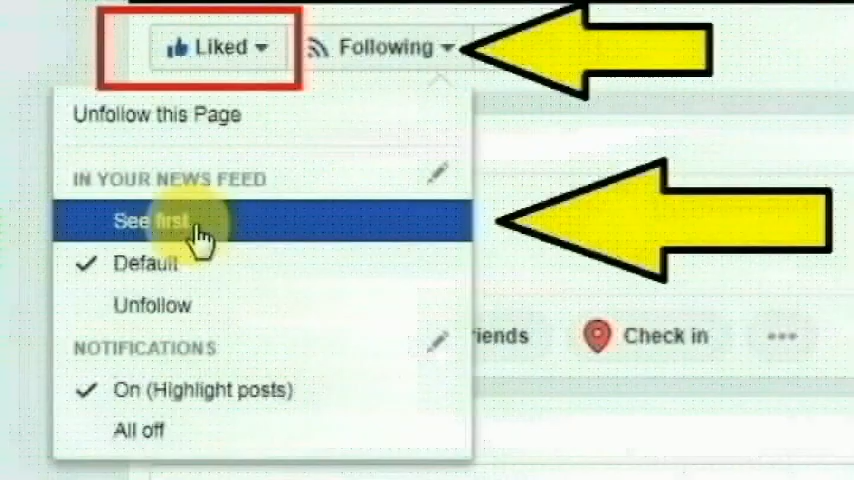 Liked Following
Unfollow this Page
IN YOUR NEWS FEED
See first
Default
Unfollow
riends Check in
NOTIFICATIONS
On (Highlight posts)
All off